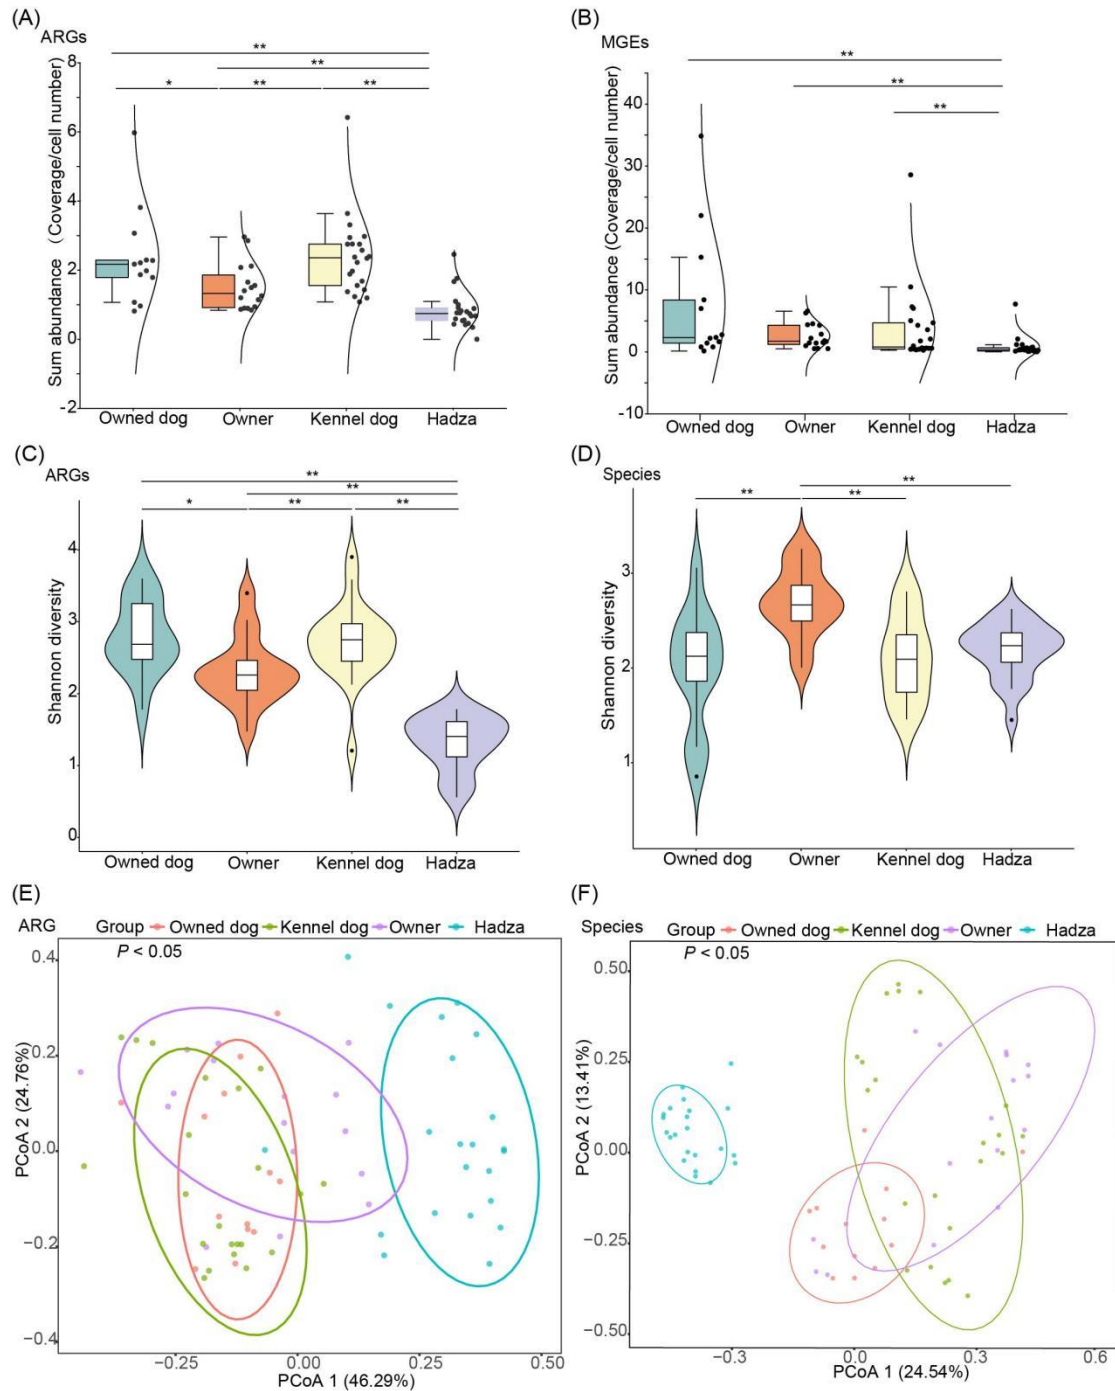 (A)
ARGs
**
**
* ** **
Sum abundance (Coverage/cell number)
8
6
4
2
0
-2
Owned dog Owner Kennel dog Hadza
(B)
MGEs
**
**
**
Sum abundance (Coverage/cell number)
40
30
20
10
0
-10
Owned dog Owner Kennel dog Hadza
(C)
ARGs
**
**
* ** **
Shannon diversity
4
3
2
1
0
Owned dog Owner Kennel dog Hadza
(D)
Species
** ** **
Shannon diversity
3
2
1
Owned dog Owner Kennel dog Hadza
(E)
ARG
Group Owned dog Kennel dog Owner Hadza
P < 0.05
PCoA 2 (24.76%)
0.4
0.2
0.0
−0.2
−0.4
−0.25 0.00 0.25 0.50
PCoA 1 (46.29%)
(F)
Species
Group Owned dog Kennel dog Owner Hadza
P < 0.05
PCoA 2 (13.41%)
0.50
0.25
0.00
−0.25
−0.50
−0.3 0.0 0.3 0.6
PCoA 1 (24.54%)